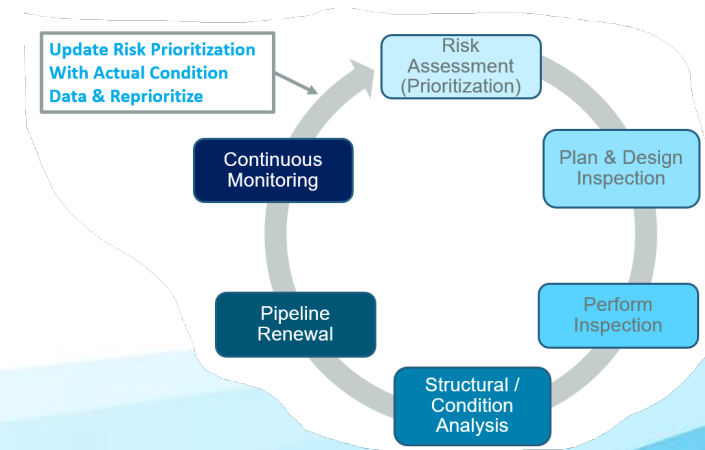 Update Risk Prioritization
With Actual Condition
Data & Reprioritize
Risk
Assessment
(Prioritization)
Plan & Design
Inspection
Perform
Inspection
Structural /
Condition
Analysis
Pipeline
Renewal
Continuous
Monitoring